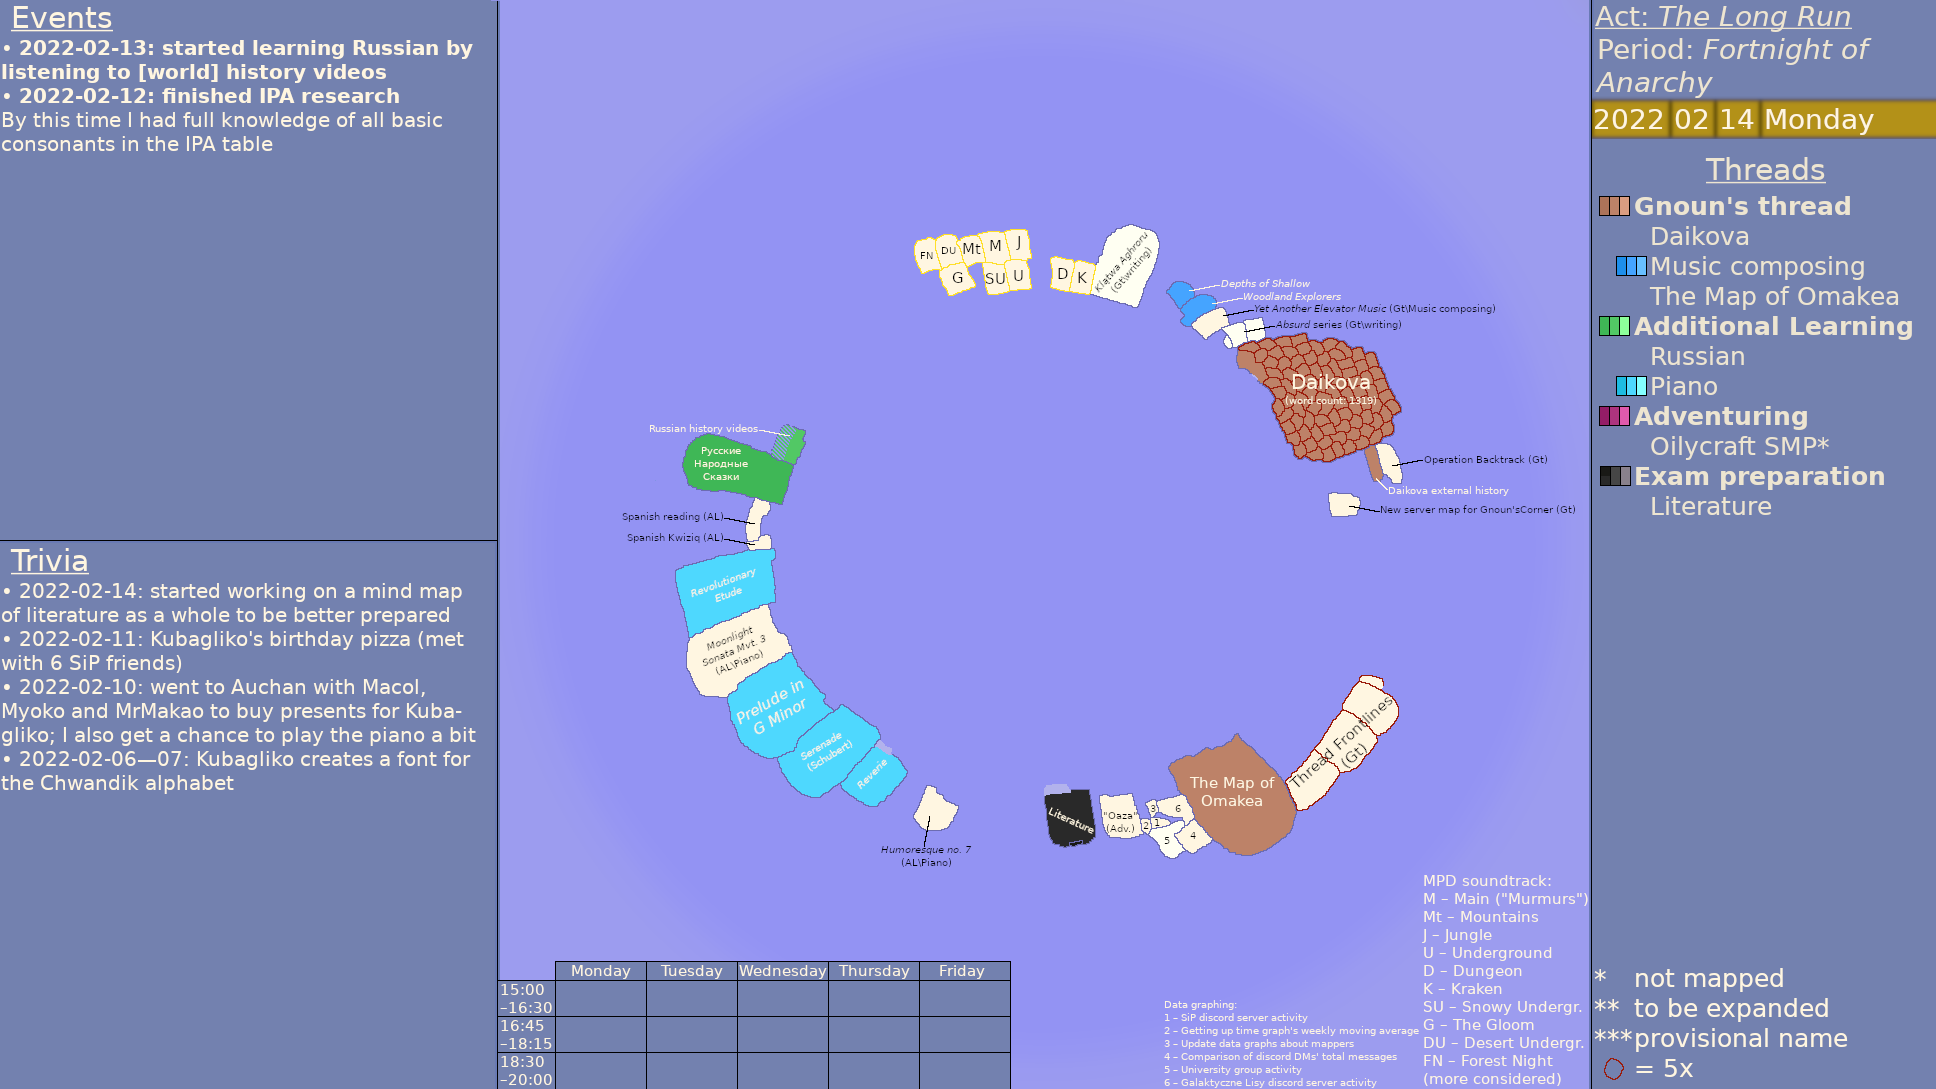 Events
• 2022-02-13: started learning Russian by
listening to [world] history videos
• 2022-02-12: finished IPA research
By this time I had full knowledge of all basic
consonants in the IPA table
Trivia
• 2022-02-14: started working on a mind map
of literature as a whole to be better prepared
• 2022-02-11: Kubagliko's birthday pizza (met
with 6 SiP friends)
• 2022-02-10: went to Auchan with Macol,
Myoko and MrMakao to buy presents for Kuba-
gliko; I also get a chance to play the piano a bit
• 2022-02-06—07: Kubagliko creates a font for
the Chwandik alphabet
FN
DU
Mt
M
J
G
SU
U
D
K
Klątwa Aghroru
(Gt\writing)
Depths of Shallow
Woodland Explorers
Yet Another Elevator Music (Gt\Music composing)
Absurd series (Gt\writing)
Daikova
(word count: 1319)
Operation Backtrack (Gt)
Daikova external history
New server map for Gnoun'sCorner (Gt)
Russian history videos
Русские
Народные
Сказки
Spanish reading (AL)
Spanish Kwiziq (AL)
Revolutionary
Etude
Moonlight
Sonata Mvt. 3
(AL\Piano)
Prelude in
G Minor
Serenade
(Schubert)
Reverie
Humoresque no. 7
(AL\Piano)
Literature
"Oaza"
(Adv.)
3
6
2
1
5
4
The Map of
Omakea
Thread Frontlines
(Gt)
Monday
Tuesday
Wednesday
Thursday
Friday
15:00
–16:30
16:45
–18:15
18:30
–20:00
Data graphing:
1 – SiP discord server activity
2 – Getting up time graph's weekly moving average
3 – Update data graphs about mappers
4 – Comparison of discord DMs' total messages
5 – University group activity
6 – Galaktyczne Lisy discord server activity
MPD soundtrack:
M – Main ("Murmurs")
Mt – Mountains
J – Jungle
U – Underground
D – Dungeon
K – Kraken
SU – Snowy Undergr.
G – The Gloom
DU – Desert Undergr.
FN – Forest Night
(more considered)
Act: The Long Run
Period: Fortnight of
Anarchy
2022 02 14 Monday
Threads
Gnoun's thread
Daikova
Music composing
The Map of Omakea
Additional Learning
Russian
Piano
Adventuring
Oilycraft SMP*
Exam preparation
Literature
* not mapped
** to be expanded
***provisional name
= 5x